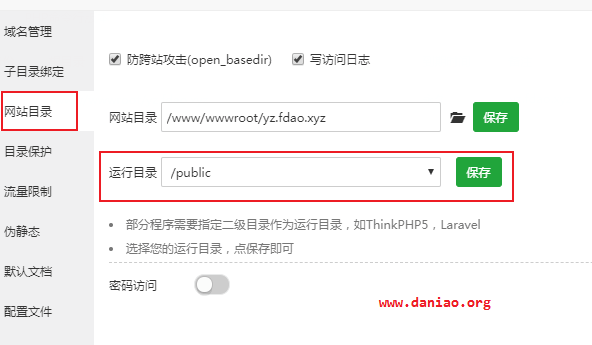 域名管理
子目录绑定
网站目录
目录保护
流量限制
伪静态
默认文档
配置文件
防跨站攻击(open_basedir) 写访问日志
网站目录 /www/wwwroot/yz.fdao.xyz 保存
运行目录 /public 保存
部分程序需要指定二级目录作为运行目录，如ThinkPHP5，Laravel
选择您的运行目录，点保存即可
密码访问
www.daniao.org